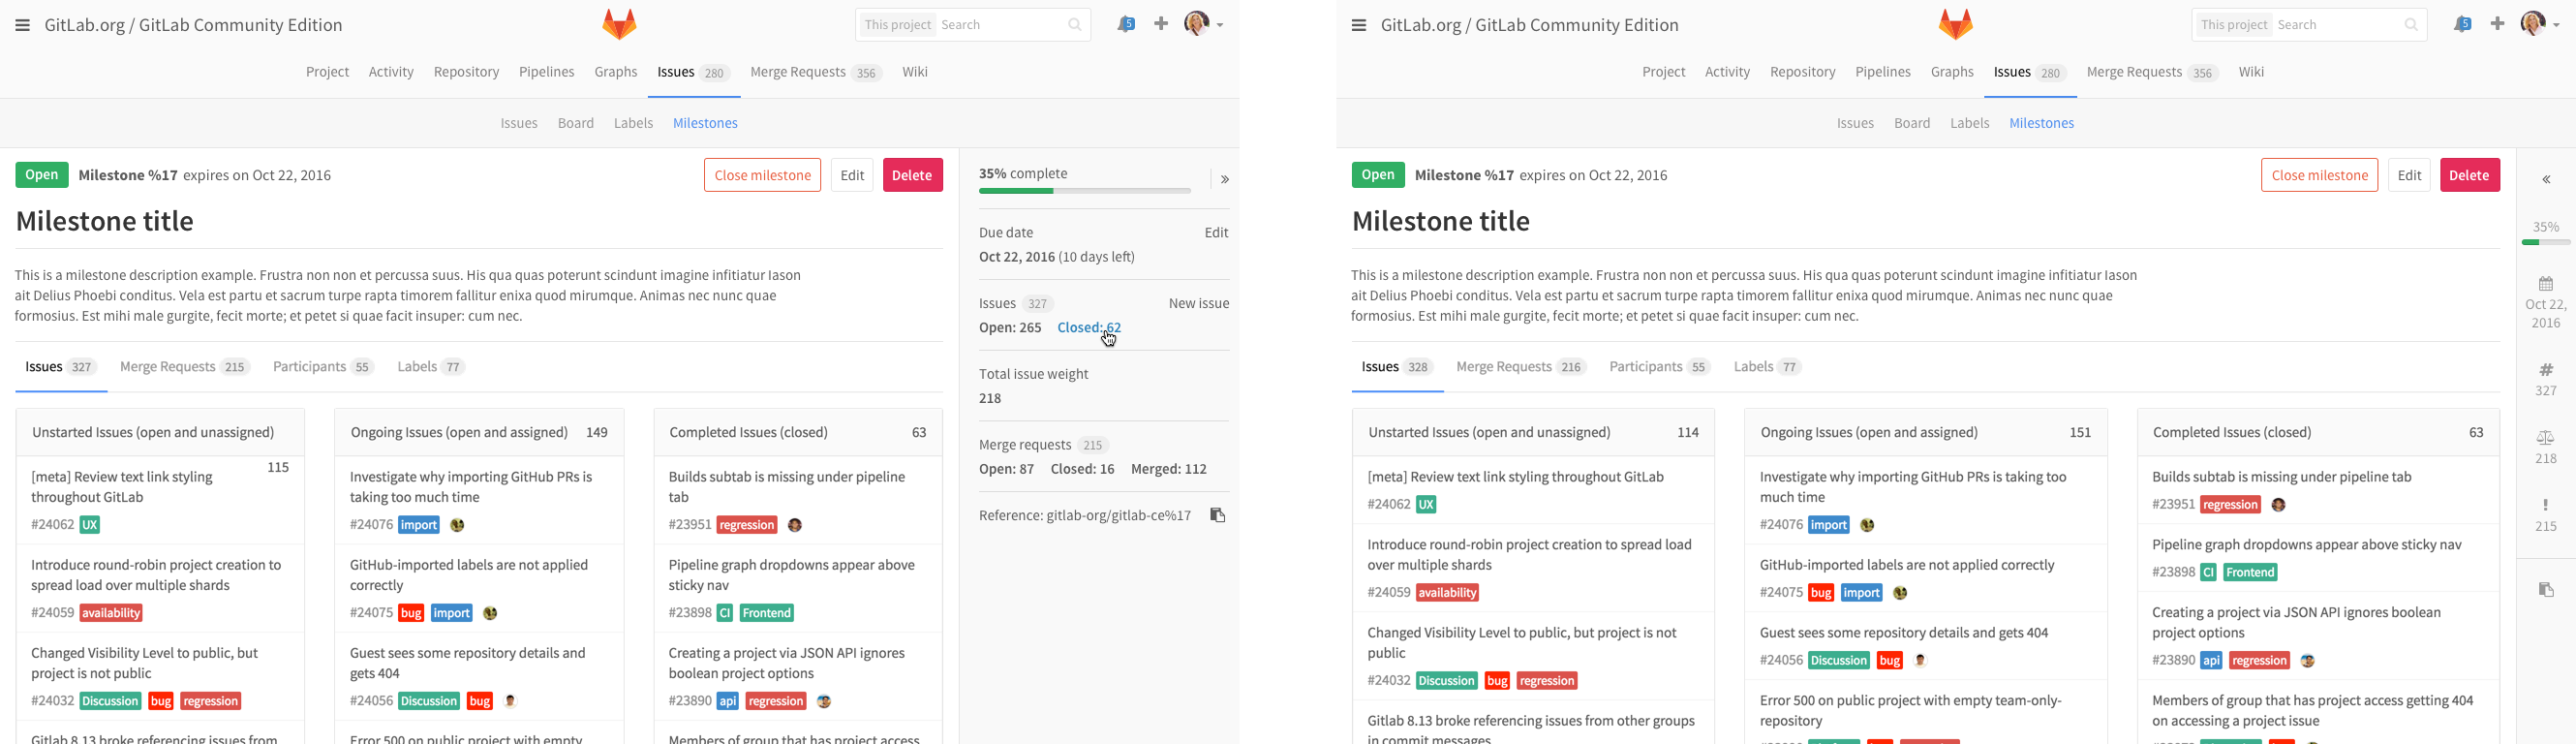 GitLab.org / GitLab Community Edition
This project Search
5
Project Activity Repository Pipelines Graphs Issues 280 Merge Requests 356 Wiki
Issues Board Labels Milestones
Open Milestone %17 expires on Oct 22, 2016
Close milestone Edit Delete
Milestone title
This is a milestone description example. Frustra non non et percussa suus. His qua quas poterunt scindunt imagine infitiatur Iason
ait Delius Phoebi conditus. Vela est partu et sacrum turpe rapta timorem fallitur enixa quod mirumque. Animas nec nunc quae
formosius. Est mihi male gurgite, fecit morte; et petet si quae facit insuper: cum nec.
Issues 327 Merge Requests 215 Participants 55 Labels 77
Unstarted Issues (open and unassigned)
115
[meta] Review text link styling
throughout GitLab
#24062 UX
Introduce round-robin project creation to
spread load over multiple shards
#24059 availability
Changed Visibility Level to public, but
project is not public
#24032 Discussion bug regression
Gitlab 8.13 broke referencing issues from
Ongoing Issues (open and assigned) 149
Investigate why importing GitHub PRs is
taking too much time
#24076 import
GitHub-imported labels are not applied
correctly
#24075 bug import
Guest sees some repository details and
gets 404
#24056 Discussion bug
Error 500 on public project with empty
Completed Issues (closed) 63
Builds subtab is missing under pipeline
tab
#23951 regression
Pipeline graph dropdowns appear above
sticky nav
#23898 CI Frontend
Creating a project via JSON API ignores
boolean project options
#23890 api regression
Members of group that has project access
35% complete
»
Due date Edit
Oct 22, 2016 (10 days left)
Issues 327 New issue
Open: 265 Closed: 62
Total issue weight
218
Merge requests 215
Open: 87 Closed: 16 Merged: 112
Reference: gitlab-org/gitlab-ce%17
GitLab.org / GitLab Community Edition
This project Search
5
Project Activity Repository Pipelines Graphs Issues 280 Merge Requests 356 Wiki
Issues Board Labels Milestones
Open Milestone %17 expires on Oct 22, 2016
Close milestone Edit Delete
Milestone title
This is a milestone description example. Frustra non non et percussa suus. His qua quas poterunt scindunt imagine infitiatur Iason
ait Delius Phoebi conditus. Vela est partu et sacrum turpe rapta timorem fallitur enixa quod mirumque. Animas nec nunc quae
formosius. Est mihi male gurgite, fecit morte; et petet si quae facit insuper: cum nec.
Issues 328 Merge Requests 216 Participants 55 Labels 77
Unstarted Issues (open and unassigned) 114
[meta] Review text link styling throughout GitLab
#24062 UX
Introduce round-robin project creation to spread load
over multiple shards
#24059 availability
Changed Visibility Level to public, but project is not
public
#24032 Discussion bug regression
Gitlab 8.13 broke referencing issues from other groups
in commit messages
Ongoing Issues (open and assigned) 151
Investigate why importing GitHub PRs is taking too
much time
#24076 import
GitHub-imported labels are not applied correctly
#24075 bug import
Guest sees some repository details and gets 404
#24056 Discussion bug
Error 500 on public project with empty team-only-
repository
Completed Issues (closed) 63
Builds subtab is missing under pipeline tab
#23951 regression
Pipeline graph dropdowns appear above sticky nav
#23898 CI Frontend
Creating a project via JSON API ignores boolean
project options
#23890 api regression
Members of group that has project access getting 404
on accessing a project issue
«
35%
Oct 22,
2016
#
327
218
!
215